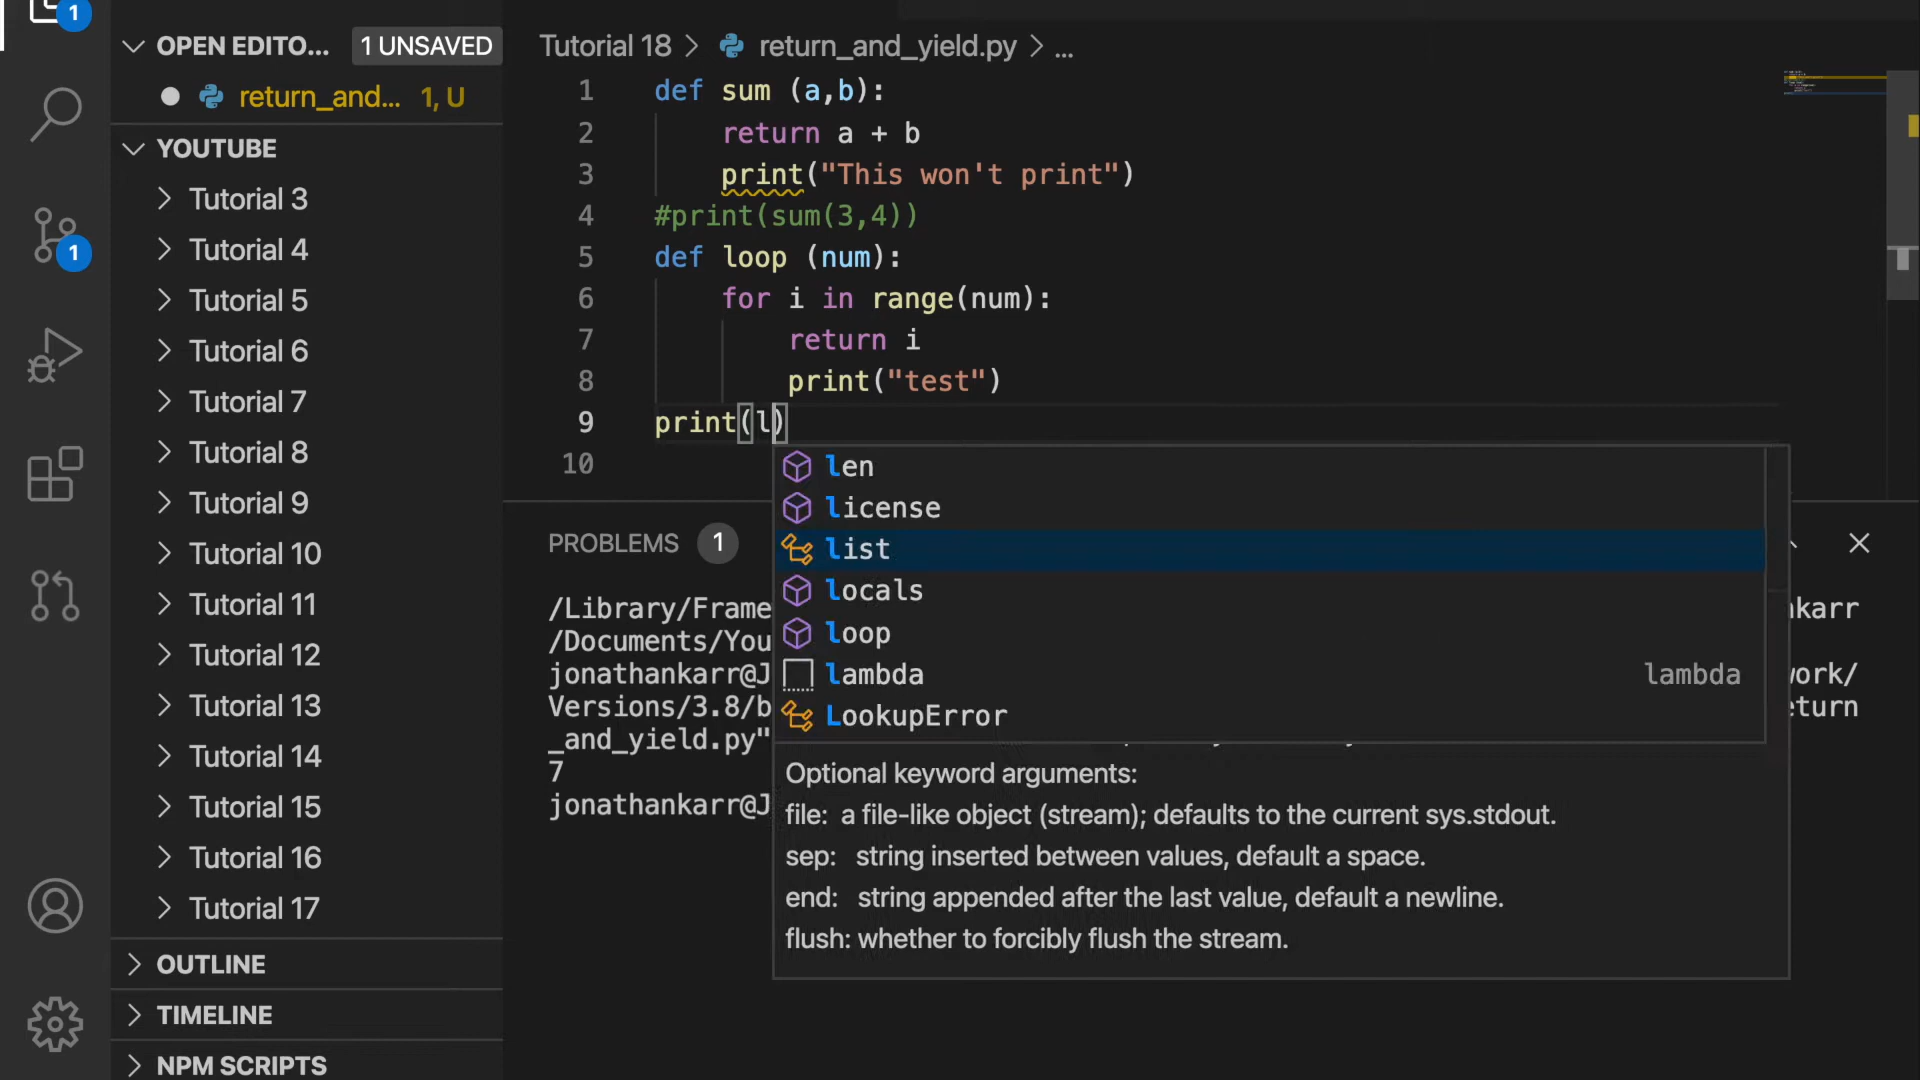 1
OPEN EDITO... 1 UNSAVED
return_and... 1, U
YOUTUBE
Tutorial 3
Tutorial 4
1
Tutorial 5
Tutorial 6
Tutorial 7
Tutorial 8
Tutorial 9
Tutorial 10
Tutorial 11
Tutorial 12
Tutorial 13
Tutorial 14
Tutorial 15
Tutorial 16
Tutorial 17
OUTLINE
TIMELINE
NPM SCRIPTS
Tutorial 18 > return_and_yield.py > ...
1 def sum (a,b):
2 return a + b
3 print("This won't print")
4 #print(sum(3,4))
5 def loop (num):
6 for i in range(num):
7 return i
8 print("test")
9 print(l)
10
len
license
list
locals
loop
lambda lambda
LookupError
Optional keyword arguments:
file: a file-like object (stream); defaults to the current sys.stdout.
sep: string inserted between values, default a space.
end: string appended after the last value, default a newline.
flush: whether to forcibly flush the stream.
PROBLEMS 1
/Library/Frame nkarr
/Documents/You
jonathankarr@J work/
Versions/3.8/b eturn
_and_yield.py"
7
jonathankarr@J